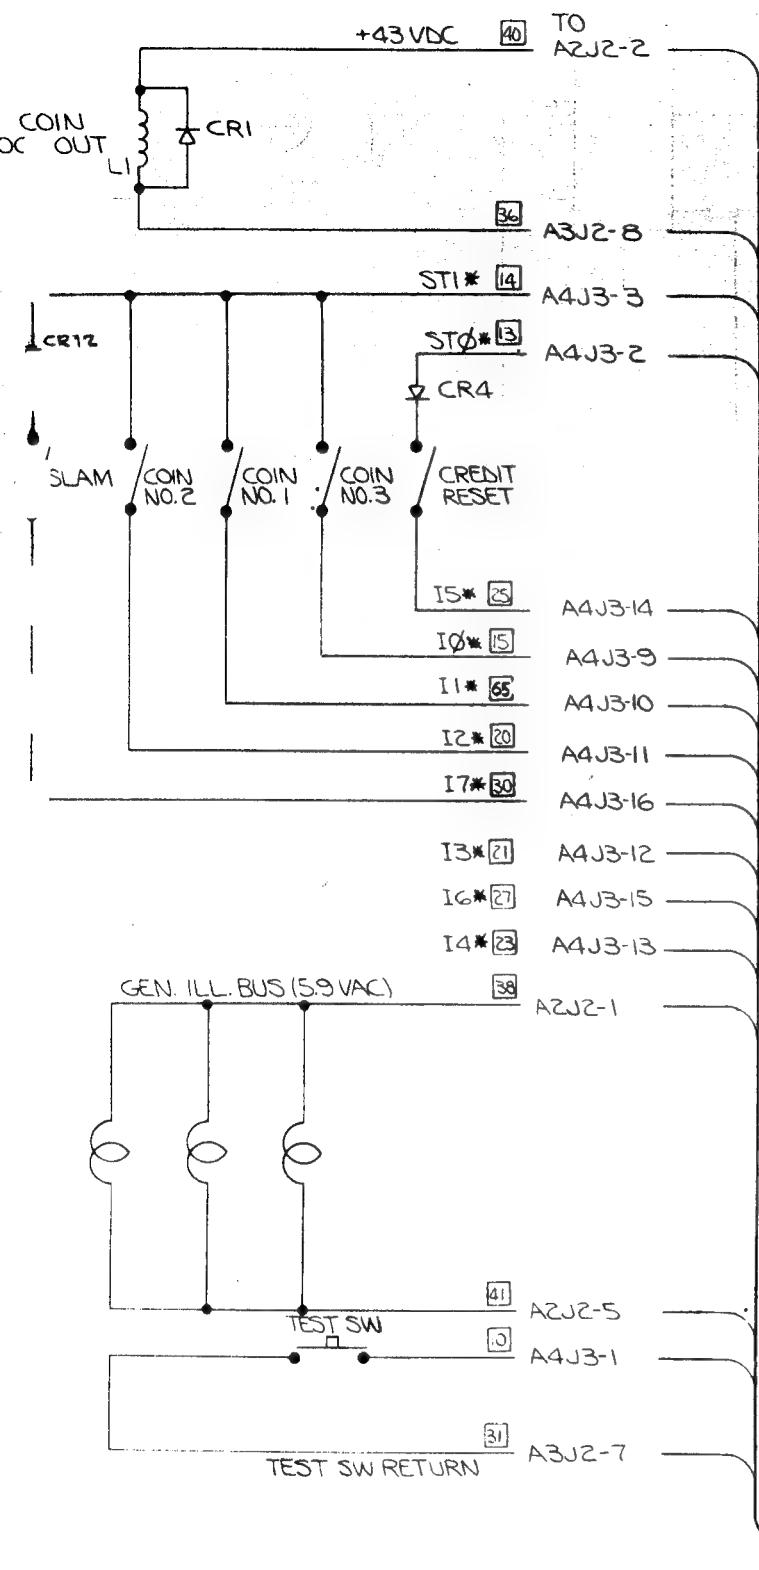 TO
+43VDC 40 A2J2-2
COIN
OUT
L1
CR1
36 A3J2-8
ST1* 14 A4J3-3
STØ* 13 A4J3-2
CR12
CR4
SLAM
COIN
NO.2
COIN
NO.1
COIN
NO.3
CREDIT
RESET
I5* 25 A4J3-14
IØ* 15 A4J3-9
I1* 65 A4J3-10
I2* 20 A4J3-11
I7* 30 A4J3-16
I3* 21 A4J3-12
I6* 27 A4J3-15
I4* 23 A4J3-13
GEN. ILL. BUS (5.9 VAC) 38 A2J2-1
41 A2J2-5
TEST SW
A4J3-1
31 A3J2-7
TEST SW RETURN